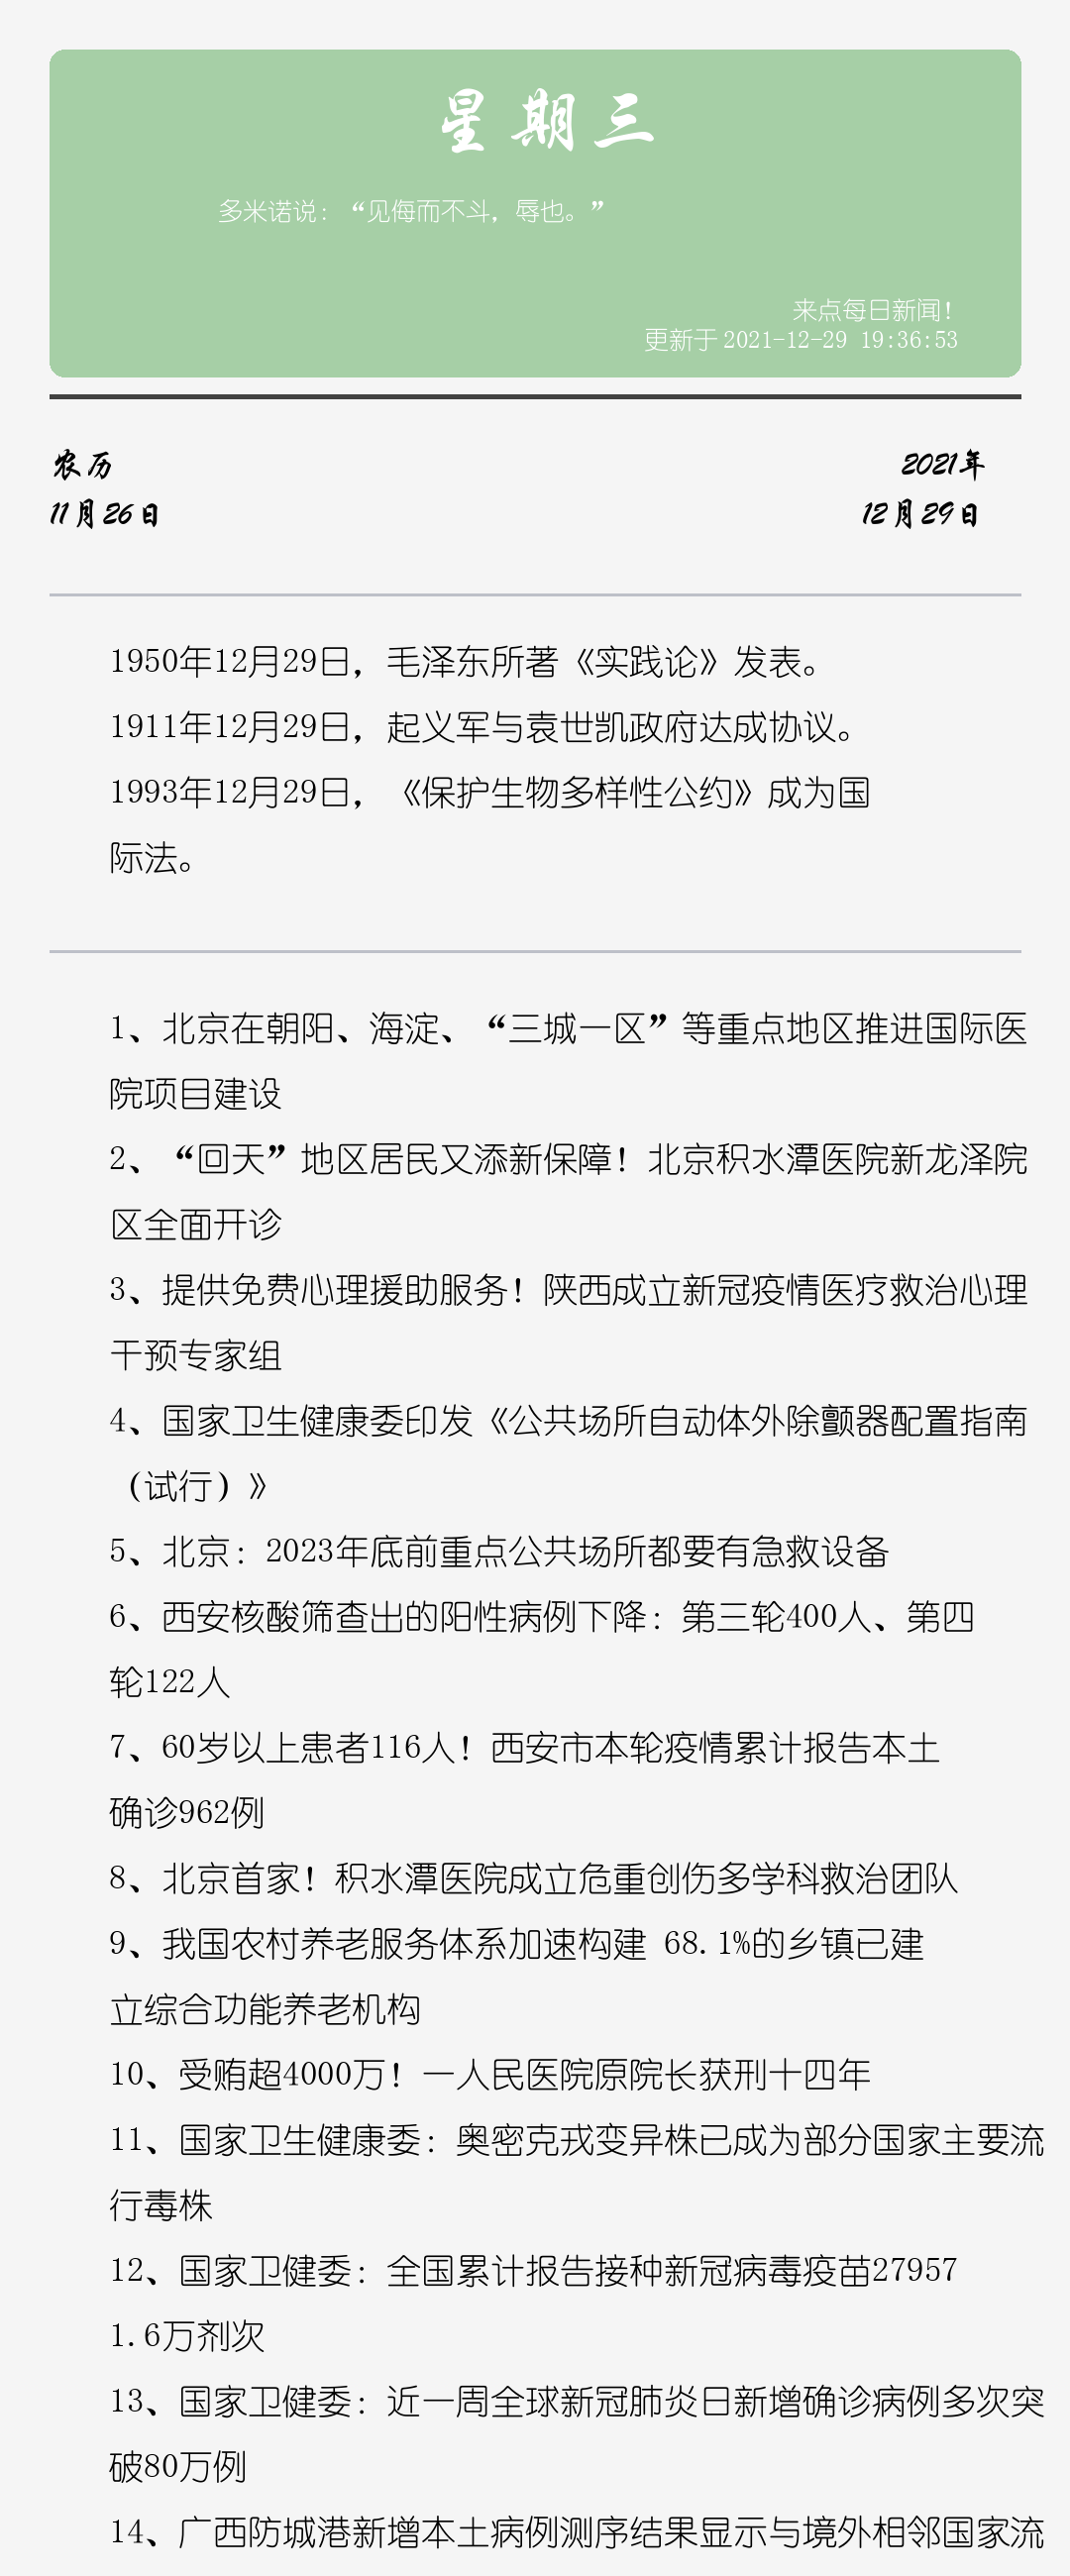 星期三
多米诺说：“见侮而不斗，辱也。”
来点每日新闻！
更新于 2021-12-29 19:36:53
农历
2021年
11月26日
12月29日
1950年12月29日，毛泽东所著《实践论》发表。
1911年12月29日，起义军与袁世凯政府达成协议。
1993年12月29日，《保护生物多样性公约》成为国
际法。
1、北京在朝阳、海淀、“三城一区”等重点地区推进国际医
院项目建设
2、“回天”地区居民又添新保障！北京积水潭医院新龙泽院
区全面开诊
3、提供免费心理援助服务！陕西成立新冠疫情医疗救治心理
干预专家组
4、国家卫生健康委印发《公共场所自动体外除颤器配置指南
（试行）》
5、北京：2023年底前重点公共场所都要有急救设备
6、西安核酸筛查出的阳性病例下降：第三轮400人、第四
轮122人
7、60岁以上患者116人！西安市本轮疫情累计报告本土
确诊962例
8、北京首家！积水潭医院成立危重创伤多学科救治团队
9、我国农村养老服务体系加速构建 68.1%的乡镇已建
立综合功能养老机构
10、受贿超4000万！一人民医院原院长获刑十四年
11、国家卫生健康委：奥密克戎变异株已成为部分国家主要流
行毒株
12、国家卫健委：全国累计报告接种新冠病毒疫苗27957
1.6万剂次
13、国家卫健委：近一周全球新冠肺炎日新增确诊病例多次突
破80万例
14、广西防城港新增本土病例测序结果显示与境外相邻国家流